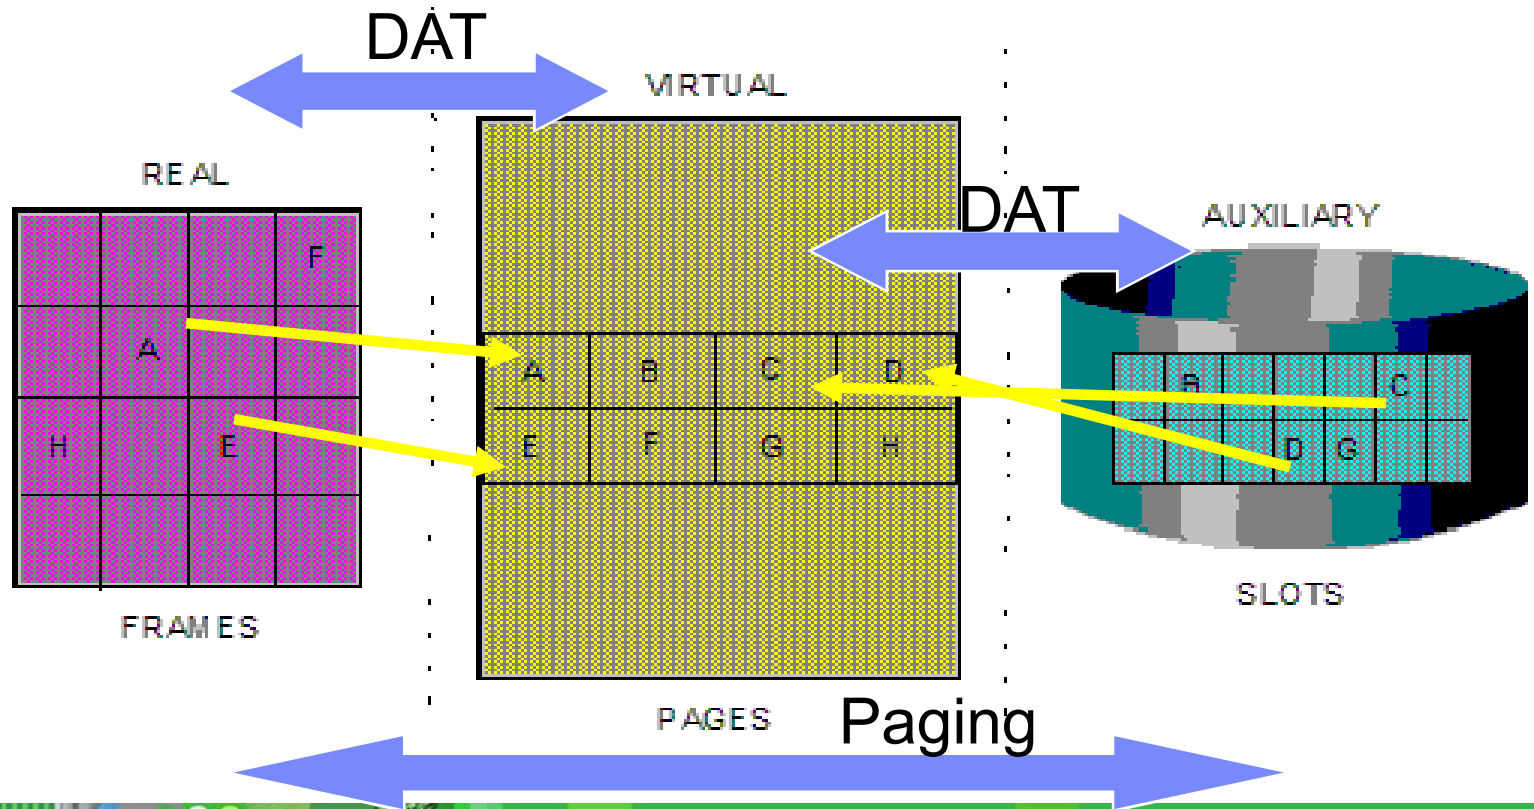 DAT
VIRTUAL
REAL
DAT
AUXILIARY
F
A
H E
A B C D
E F G H
B C
D G
FRAMES
SLOTS
PAGES
Paging